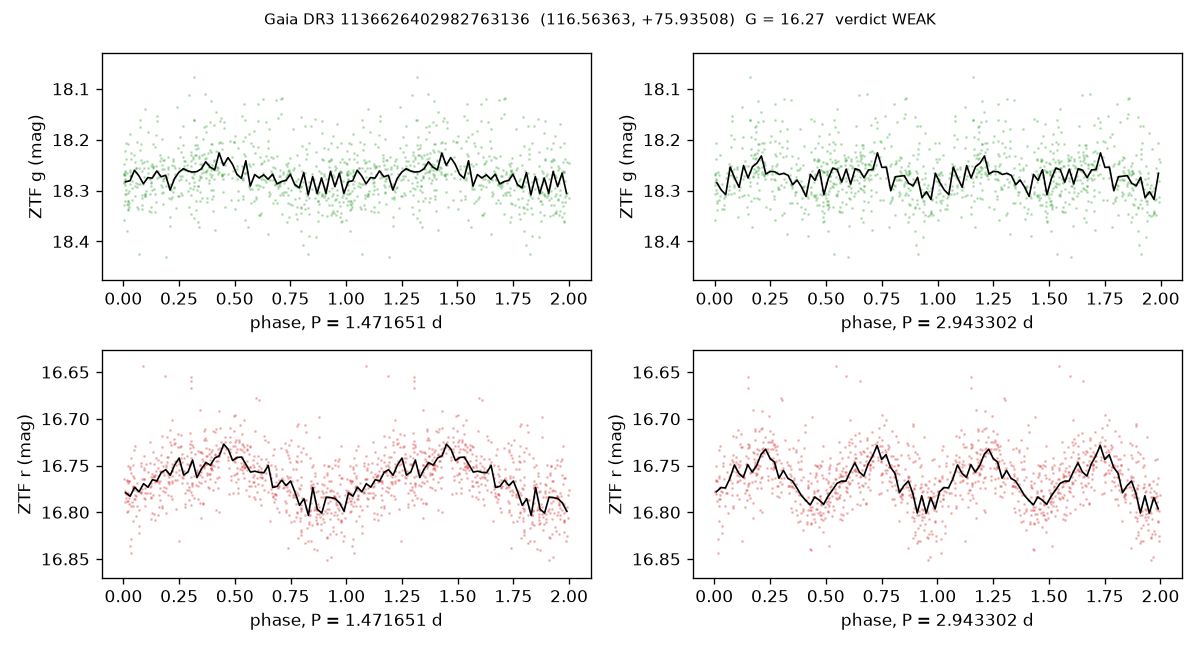 Gaia DR3 1136626402982763136  (116.56363, +75.93508)  G = 16.27  verdict WEAK
ZTF g (mag)
18.1
18.2
18.3
18.4
0.00 0.25 0.50 0.75 1.00 1.25 1.50 1.75 2.00
phase, P = 1.471651 d
ZTF g (mag)
18.1
18.2
18.3
18.4
0.00 0.25 0.50 0.75 1.00 1.25 1.50 1.75 2.00
phase, P = 2.943302 d
ZTF r (mag)
16.65
16.70
16.75
16.80
16.85
0.00 0.25 0.50 0.75 1.00 1.25 1.50 1.75 2.00
phase, P = 1.471651 d
ZTF r (mag)
16.65
16.70
16.75
16.80
16.85
0.00 0.25 0.50 0.75 1.00 1.25 1.50 1.75 2.00
phase, P = 2.943302 d